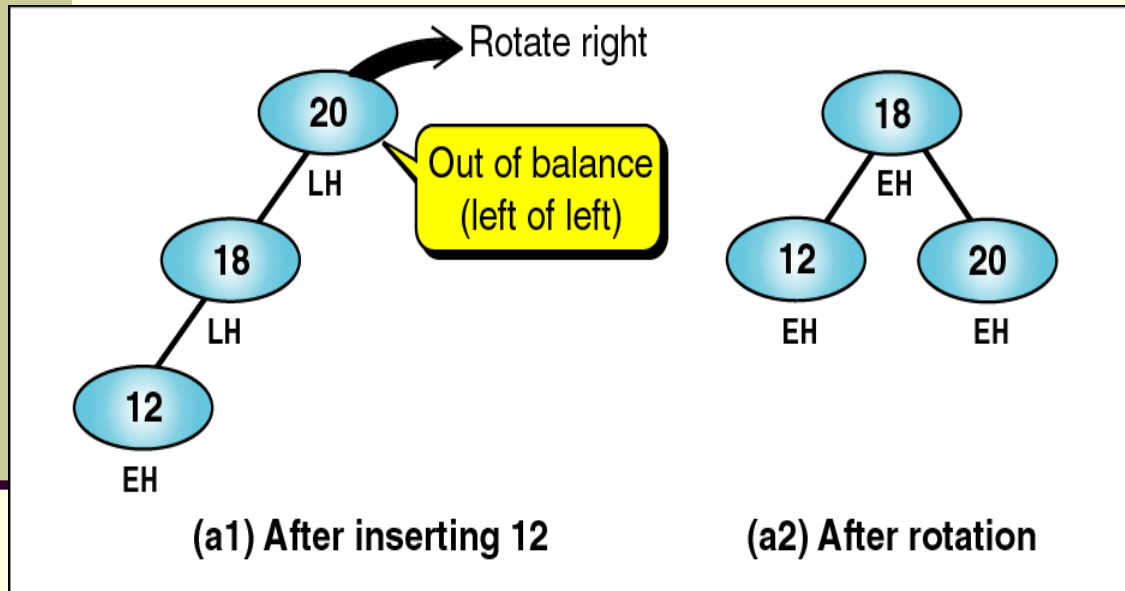 Rotate right
20
Out of balance
(left of left)
LH
18
LH
12
EH
(a1) After inserting 12
18
EH
12
20
EH
EH
(a2) After rotation